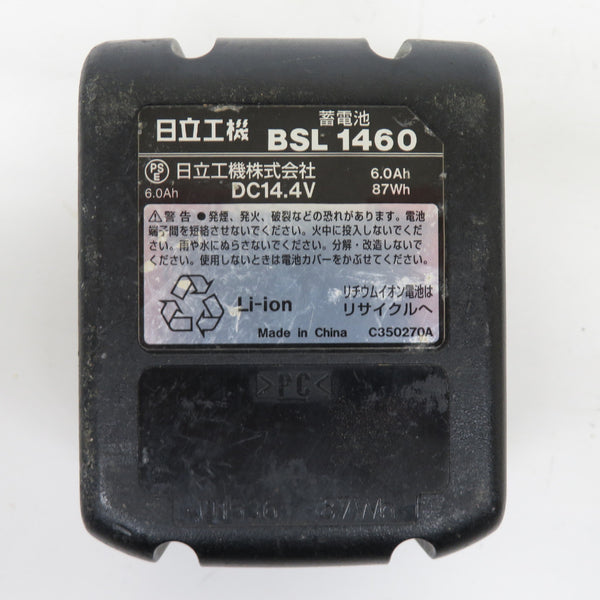 日立工機 蓄電池 BSL 1460
PS E 日立工機株式会社 6.0Ah
6.0Ah DC14.4V 87Wh
⚠警告 ●発煙、発火、破裂などの恐れがあります。電池
端子間を短絡させないでください。火中に投入しないでくだ
さい。雨や水にぬらさないでください。分解・改造しないで
ください。使用しないときは電池カバーをかぶせてください。
Li-ion リチウムイオン電池は
リサイクルへ
Made in China C350270A
>PC<